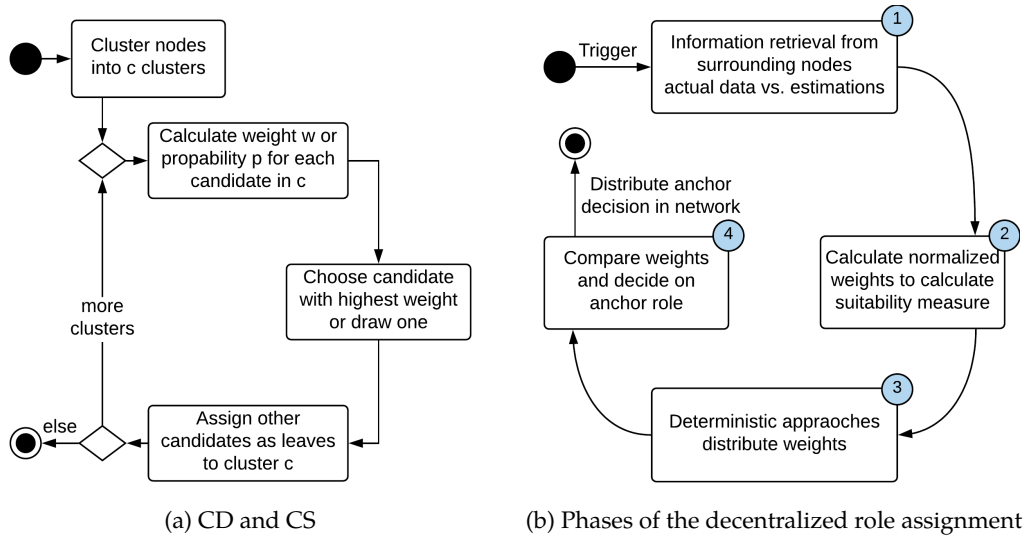 Cluster nodes
into c clusters
Calculate weight w or
propability p for each
candidate in c
Choose candidate
with highest weight
or draw one
more
clusters
Assign other
candidates as leaves
to cluster c
else
(a) CD and CS
1
Trigger
Information retrieval from
surrounding nodes
actual data vs. estimations
Distribute anchor
decision in network
4
Compare weights
and decide on
anchor role
2
Calculate normalized
weights to calculate
suitability measure
3
Deterministic appraoches
distribute weights
(b) Phases of the decentralized role assignment